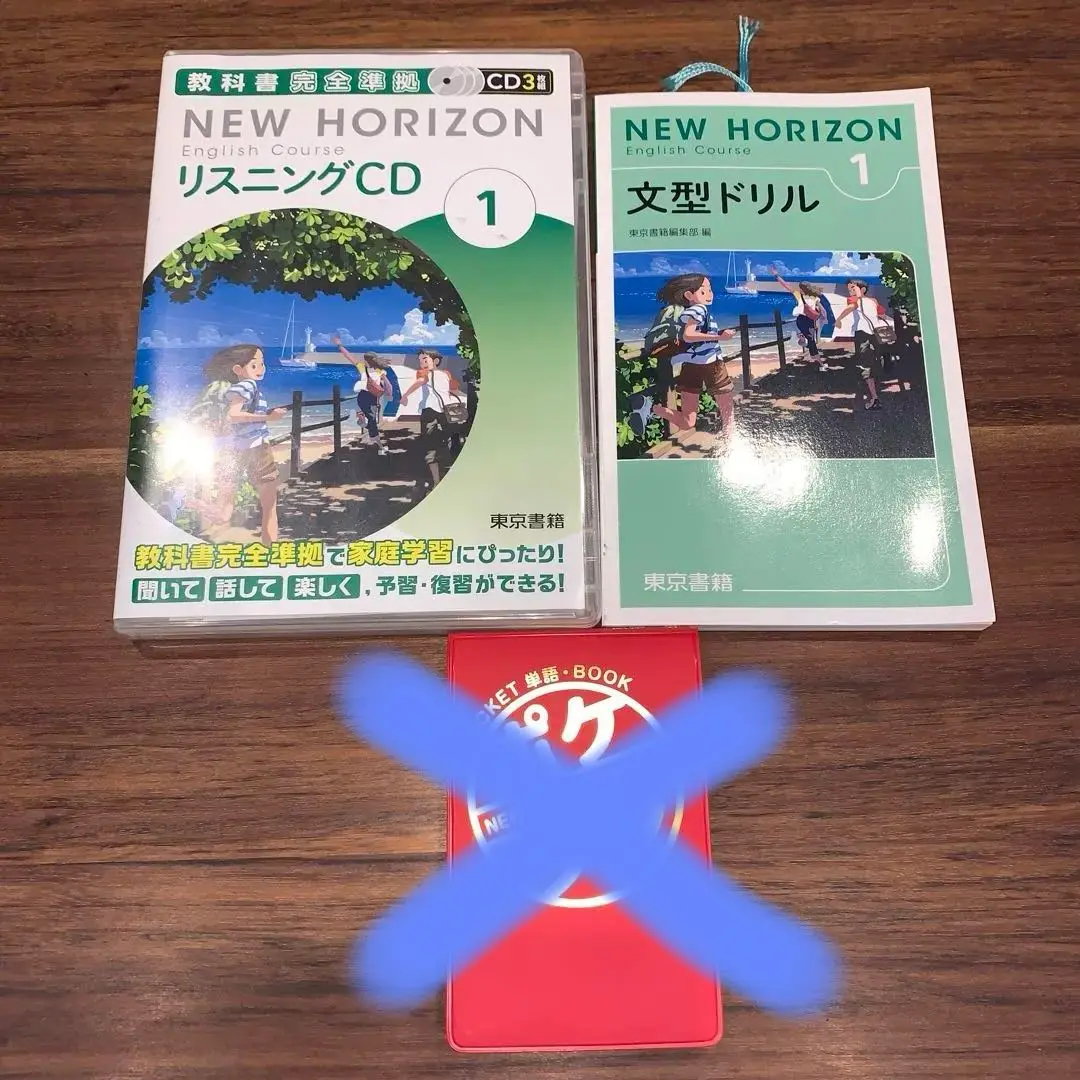 教科書完全準拠 CD3枚組
NEW HORIZON
English Course
リスニングCD
1
東京書籍
教科書完全準拠で家庭学習にぴったり!
聞いて 話して 楽しく,予習・復習ができる!
NEW HORIZON
English Course
1
文型ドリル
東京書籍編集部 編
東京書籍
単語・BOOK